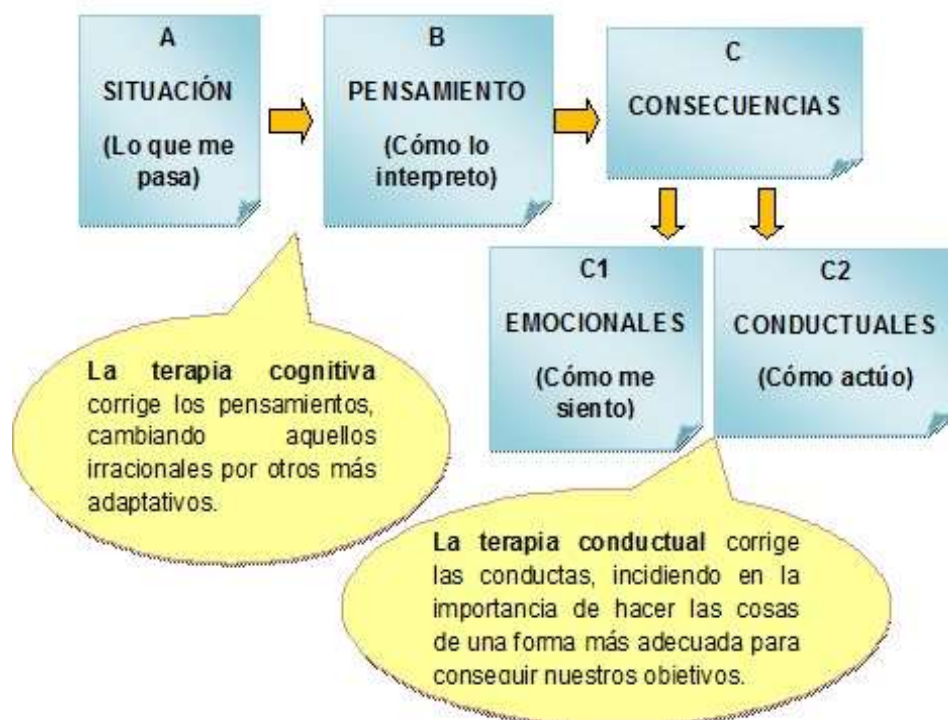 A
SITUACIÓN
(Lo que me
pasa)
B
PENSAMIENTO
(Cómo lo
interpreto)
C
CONSECUENCIAS
C1
EMOCIONALES
(Cómo me
siento)
C2
CONDUCTUALES
(Cómo actúo)
La terapia cognitiva
corrige los pensamientos,
cambiando aquellos
irracionales por otros más
adaptativos.
La terapia conductual corrige
las conductas, incidiendo en la
importancia de hacer las cosas
de una forma más adecuada para
conseguir nuestros objetivos.